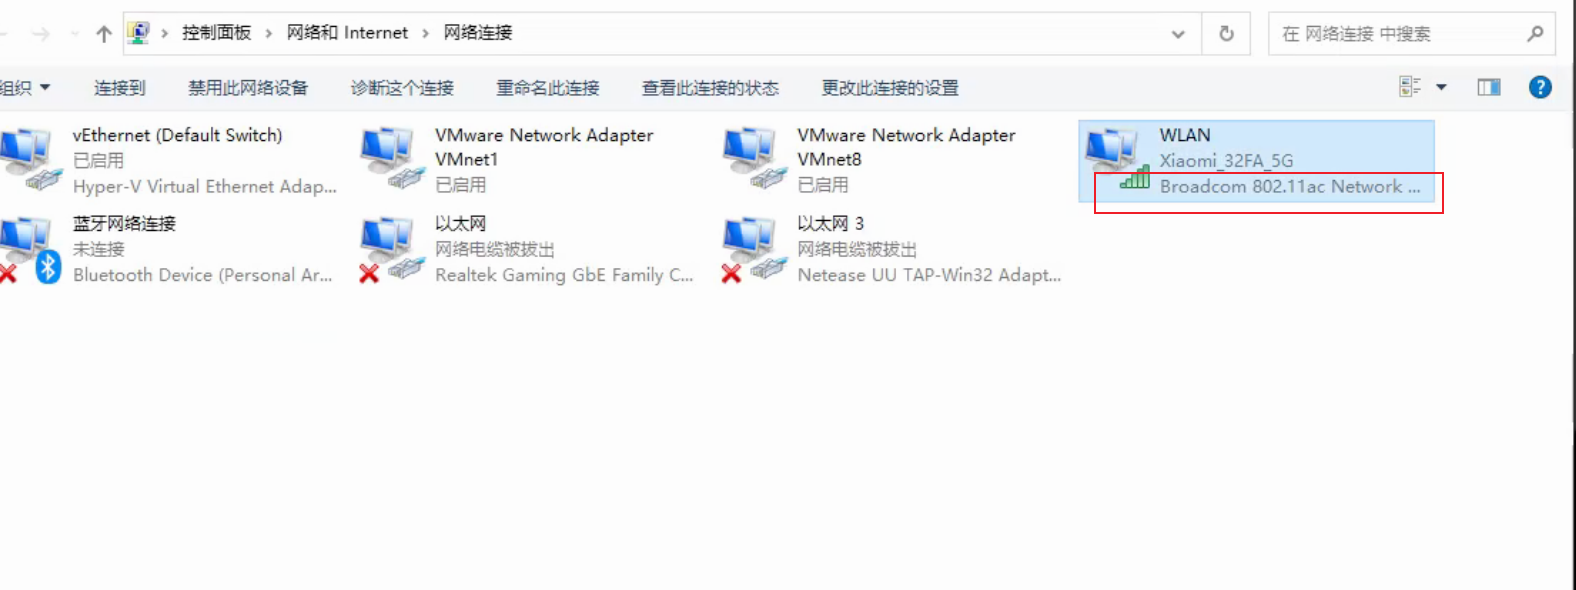 控制面板 › 网络和 Internet › 网络连接
在 网络连接 中搜索
组织 连接到 禁用此网络设备 诊断这个连接 重命名此连接 查看此连接的状态 更改此连接的设置
vEthernet (Default Switch)
已启用
Hyper-V Virtual Ethernet Adap...
VMware Network Adapter
VMnet1
已启用
VMware Network Adapter
VMnet8
已启用
WLAN
Xiaomi_32FA_5G
Broadcom 802.11ac Network ...
蓝牙网络连接
未连接
Bluetooth Device (Personal Ar...
以太网
网络电缆被拔出
Realtek Gaming GbE Family C...
以太网 3
网络电缆被拔出
Netease UU TAP-Win32 Adapt...